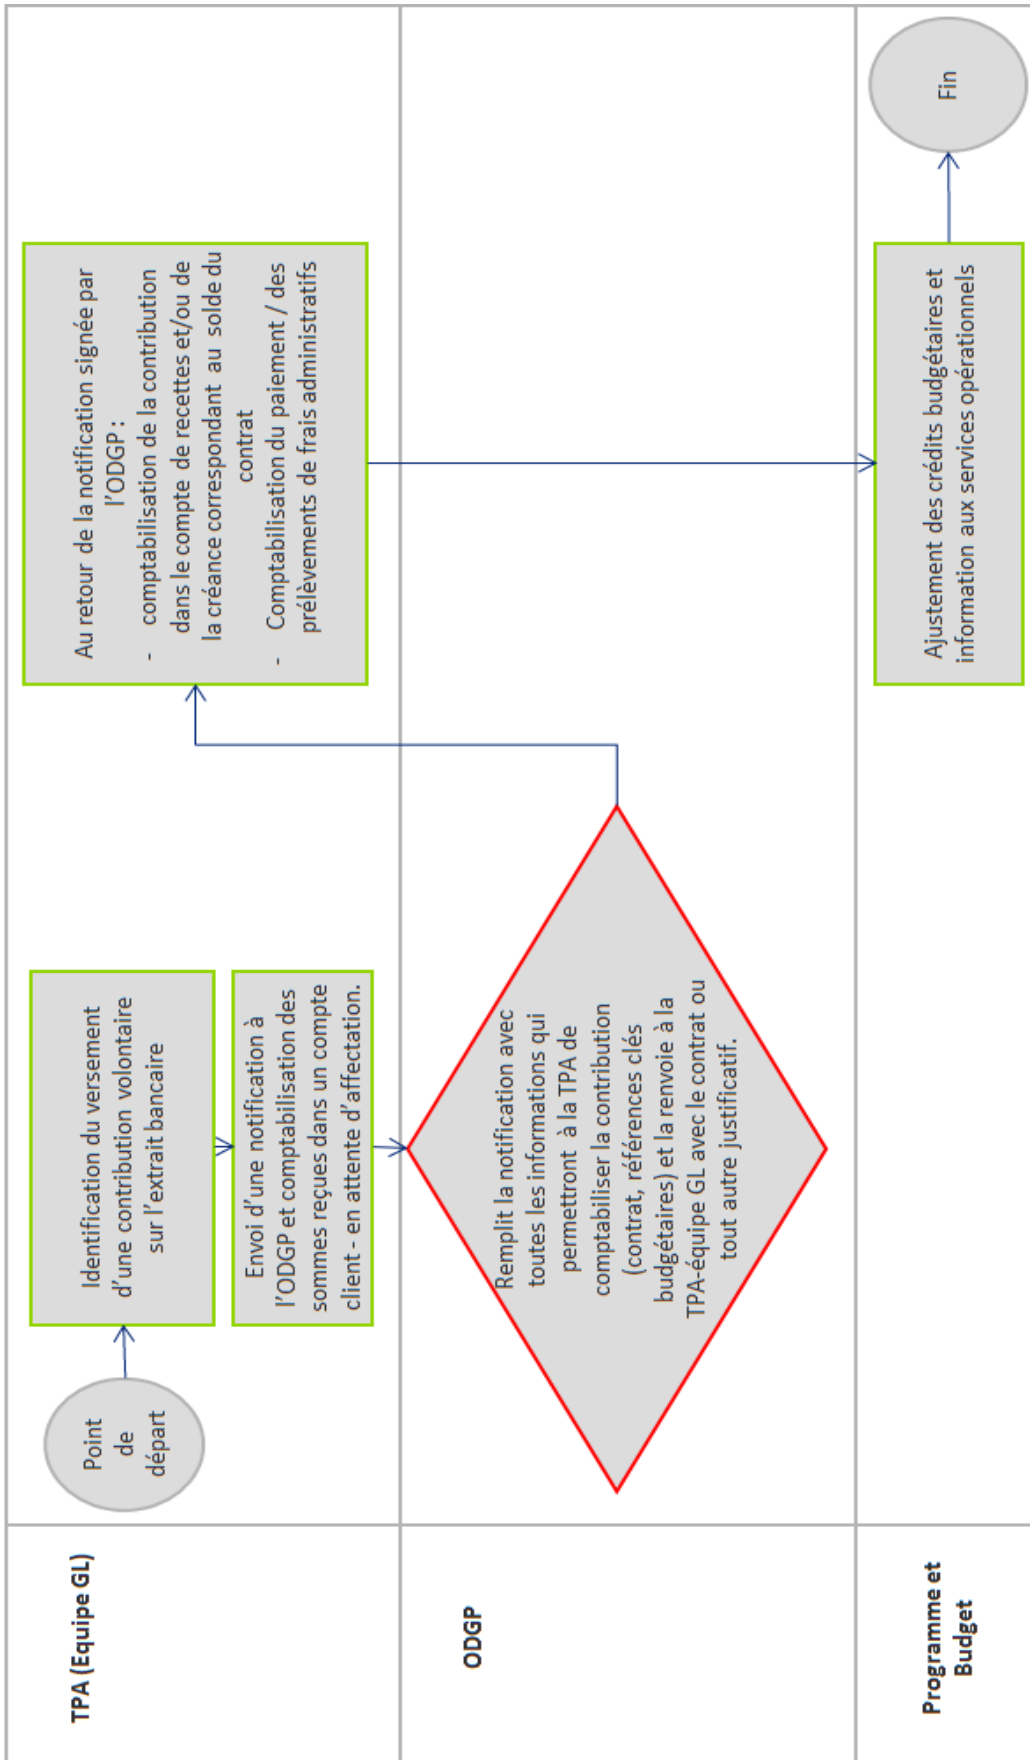 TPA (Equipe GL)
Point
de
départ
Identification du versement
d'une contribution volontaire
sur l'extrait bancaire
Envoi d'une notification à
l'ODGP et comptabilisation des
sommes reçues dans un compte
client - en attente d'affectation.
Au retour de la notification signée par
l'ODGP :
- comptabilisation de la contribution
dans le compte de recettes et/ou de
la créance correspondant au solde du
contrat
- Comptabilisation du paiement / des
prélèvements de frais administratifs
ODGP
Remplit la notification avec
toutes les informations qui
permettront à la TPA de
comptabiliser la contribution
(contrat, références clés
budgétaires) et la renvoie à la
TPA-équipe GL avec le contrat ou
tout autre justificatif.
Programme et
Budget
Ajustement des crédits budgétaires et
information aux services opérationnels
Fin